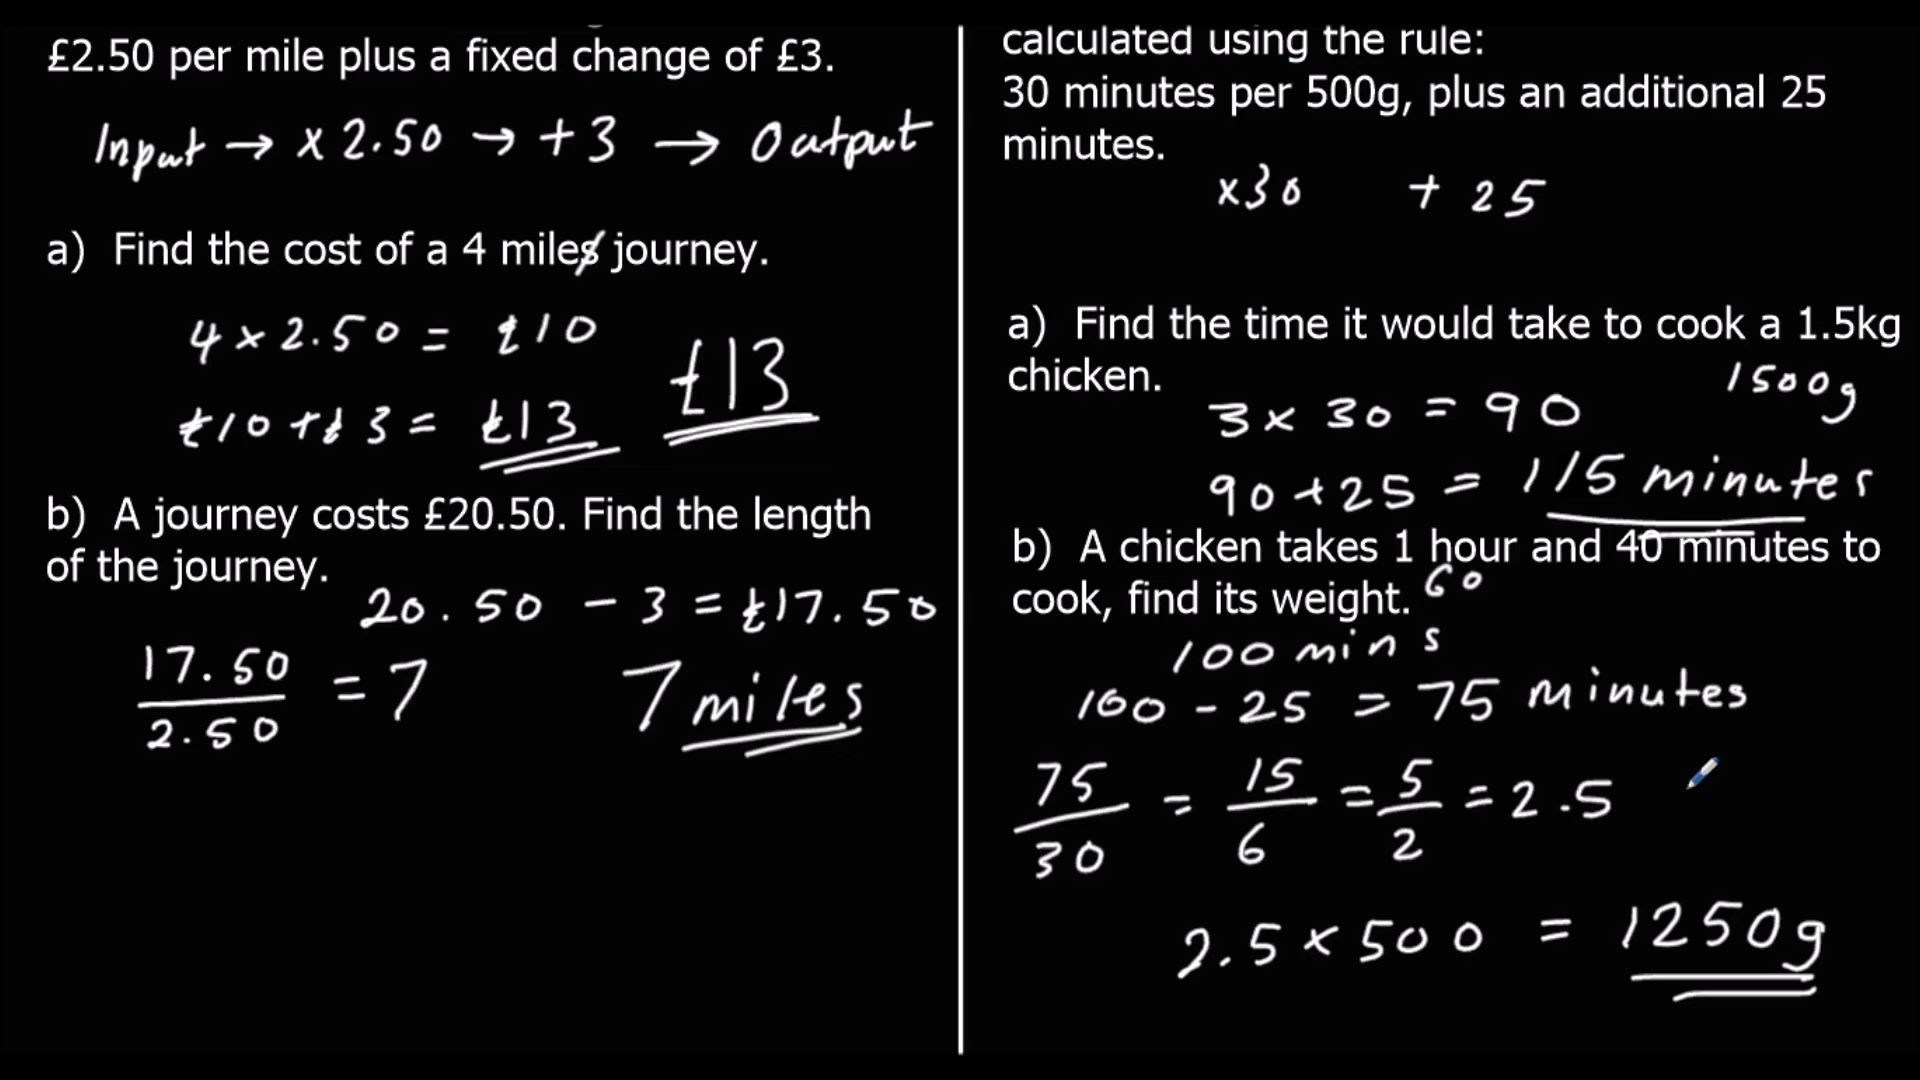 £2.50 per mile plus a fixed change of £3.
Input → × 2.50 → + 3 → Output
a) Find the cost of a 4 miles journey.
4 × 2.50 = £10
£10 + £3 = £13
£13
b) A journey costs £20.50. Find the length
of the journey.
20.50 - 3 = £17.50
17.50
2.50
= 7
7 miles
calculated using the rule:
30 minutes per 500g, plus an additional 25
minutes.
×30 + 25
a) Find the time it would take to cook a 1.5kg
chicken.
1500g
3 × 30 = 90
90 + 25 = 115 minutes
b) A chicken takes 1 hour and 40 minutes to
cook, find its weight.
60
100 mins
100 - 25 = 75 minutes
75/30 = 15/6 = 5/2 = 2.5
2.5 × 500 = 1250g